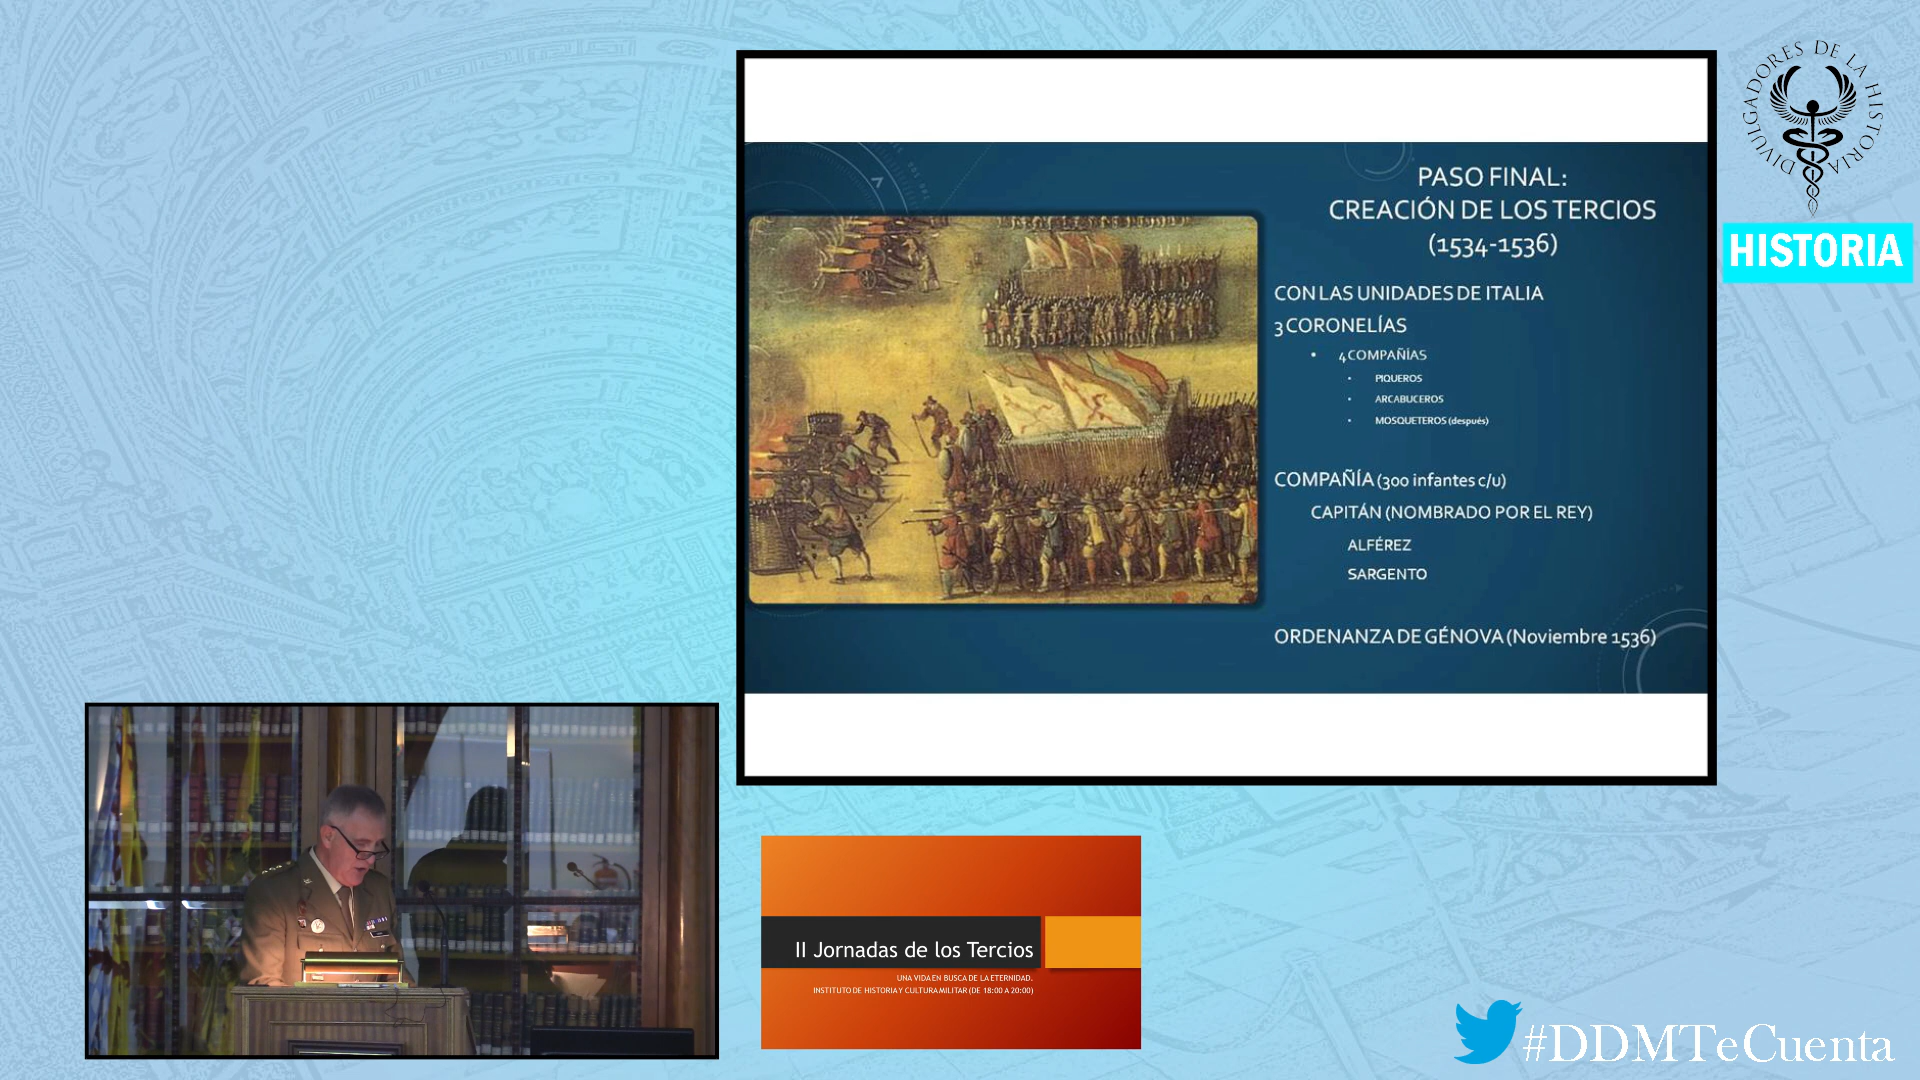 PASO FINAL:
CREACIÓN DE LOS TERCIOS
(1534-1536)
CON LAS UNIDADES DE ITALIA
3 CORONELÍAS
• 4 COMPAÑÍAS
• PIQUEROS
• ARCABUCEROS
• MOSQUETEROS (después)
COMPAÑÍA (300 infantes c/u)
CAPITÁN (NOMBRADO POR EL REY)
ALFÉREZ
SARGENTO
ORDENANZA DE GÉNOVA (Noviembre 1536)
DIVULGADORES DE LA HISTORIA
HISTORIA
II Jornadas de los Tercios
UNA VIDA EN BUSCA DE LA ETERNIDAD.
INSTITUTO DE HISTORIA Y CULTURA MILITAR (DE 18:00 A 20:00)
#DDMTeCuenta